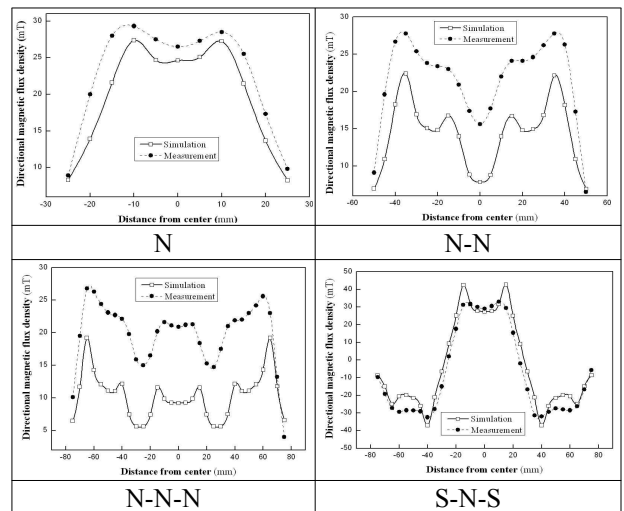 Directional magnetic flux density (mT)
30
25
20
15
10
Simulation
Measurement
-30 -20 -10 0 10 20 30
Distance from center (mm)
N
Directional magnetic flux density (mT)
30
25
20
15
10
5
Simulation
Measurement
-60 -40 -20 0 20 40 60
Distance from center (mm)
N-N
Directional magnetic flux density (mT)
30
25
20
15
10
5
Simulation
Measurement
-80 -60 -40 -20 0 20 40 60 80
Distance from center (mm)
N-N-N
Directional magnetic flux density (mT)
50
40
30
20
10
0
-10
-20
-30
-40
-50
Simulation
Measurement
-80 -60 -40 -20 0 20 40 60 80
Distance from center (mm)
S-N-S